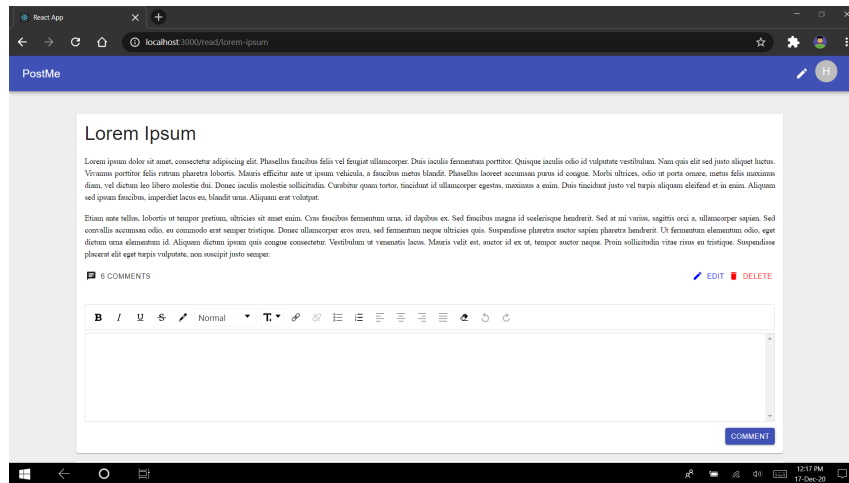 React App
localhost:3000/read/lorem-ipsum
PostMe
H
Lorem Ipsum
Lorem ipsum dolor sit amet, consectetur adipiscing elit. Phasellus faucibus felis vel feugiat ullamcorper. Duis iaculis fermentum porttitor. Quisque iaculis odio id vulputate vestibulum. Nam quis elit sed justo aliquet luctus.
Vivamus porttitor felis rutrum pharetra lobortis. Mauris efficitur ante ut ipsum vehicula, a faucibus metus blandit. Phasellus laoreet accumsan purus id congue. Morbi ultrices, odio ut porta ornare, metus felis maximus
diam, vel dictum leo libero molestie dui. Donec iaculis molestie sollicitudin. Curabitur quam tortor, tincidunt id ullamcorper egestas, maximus a enim. Duis tincidunt justo vel turpis aliquam eleifend et in enim. Aliquam
sed ipsum faucibus, imperdiet lacus eu, blandit urna. Aliquam erat volutpat.
Etiam ante tellus, lobortis ut tempor pretium, ultricies sit amet enim. Cras faucibus fermentum urna, id dapibus ex. Sed faucibus magna id scelerisque hendrerit. Sed at mi varius, sagittis orci a, ullamcorper sapien. Sed
convallis accumsan odio, eu commodo erat semper tristique. Donec ullamcorper eros arcu, sed fermentum neque ultricies quis. Suspendisse pharetra auctor sapien pharetra hendrerit. Ut fermentum elementum odio, eget
dictum urna elementum id. Aliquam dictum ipsum quis congue consectetur. Vestibulum ut venenatis lacus. Mauris velit est, auctor id ex ut, tempor auctor neque. Proin sollicitudin vitae risus eu tristique. Suspendisse
placerat elit eget turpis vulputate, non suscipit justo semper.
6 COMMENTS EDIT DELETE
B I U S Normal T
COMMENT
12:17 PM
17-Dec-20